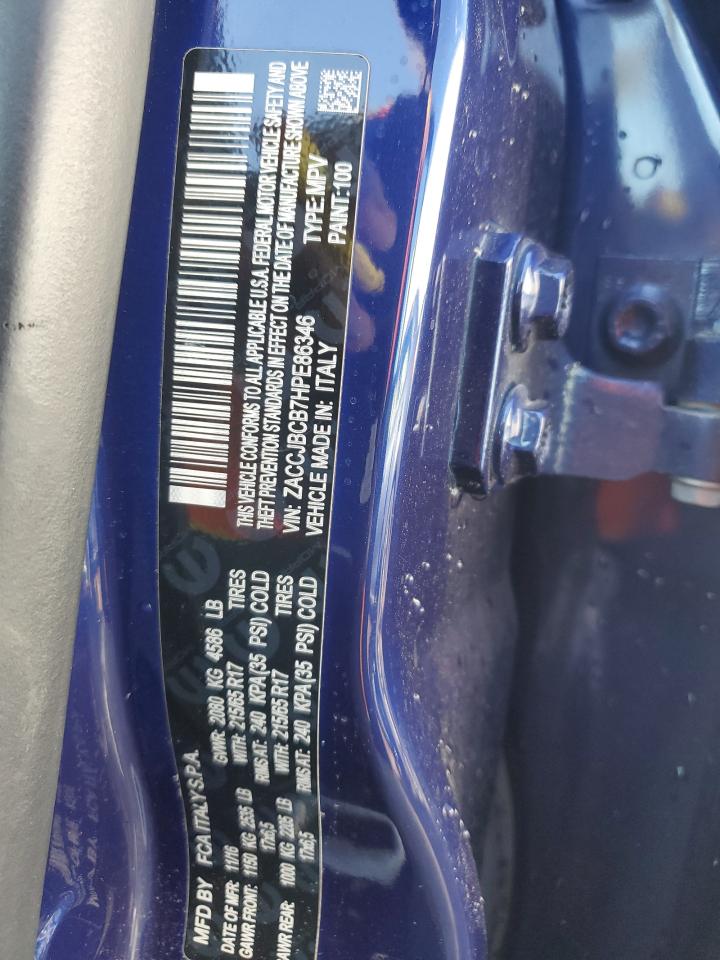 MFD BY FCA ITALY S.P.A.
DATE OF MFR: 11/16 GVWR: 2080 KG 4586 LB
GAWR FRONT: 1150 KG 2535 LB WITH: 215/65 R17 TIRES
17x6,5 RIMS AT: 240 KPA(35 PSI) COLD
GAWR REAR: 1000 KG 2205 LB WITH: 215/65 R17 TIRES
17x6,5 RIMS AT: 240 KPA(35 PSI) COLD
THIS VEHICLE CONFORMS TO ALL APPLICABLE U.S.A. FEDERAL MOTOR VEHICLE SAFETY AND
THEFT PREVENTION STANDARDS IN EFFECT ON THE DATE OF MANUFACTURE SHOWN ABOVE
VIN: ZACCJBCB7HPE86346 TYPE: MPV
VEHICLE MADE IN: ITALY PAINT: 100